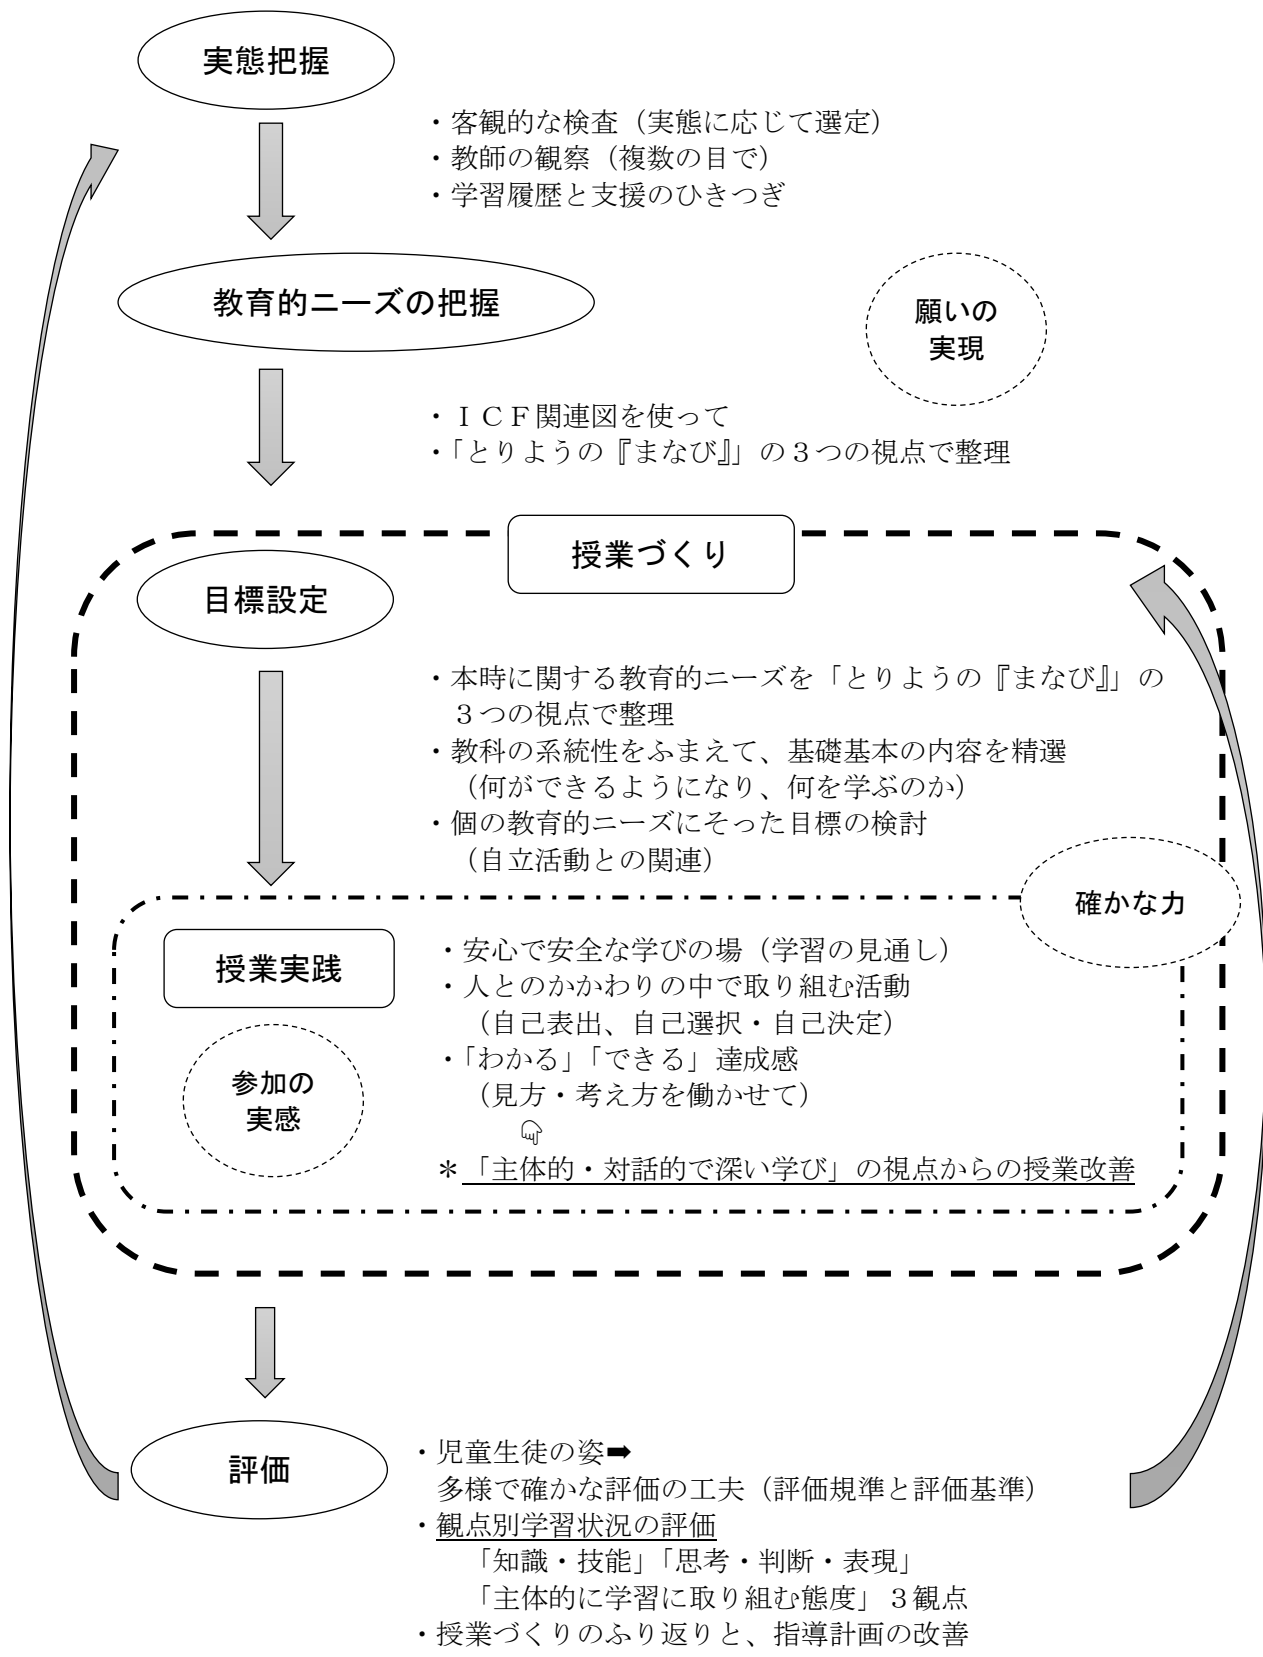 実態把握
・客観的な検査（実態に応じて選定）
・教師の観察（複数の目で）
・学習履歴と支援のひきつぎ
教育的ニーズの把握
願いの
実現
・ＩＣＦ関連図を使って
・「とりようの『まなび』」の３つの視点で整理
授業づくり
目標設定
・本時に関する教育的ニーズを「とりようの『まなび』」の
３つの視点で整理
・教科の系統性をふまえて、基礎基本の内容を精選
（何ができるようになり、何を学ぶのか）
・個の教育的ニーズにそった目標の検討
（自立活動との関連）
確かな力
授業実践
・安心で安全な学びの場（学習の見通し）
・人とのかかわりの中で取り組む活動
（自己表出、自己選択・自己決定）
・「わかる」「できる」達成感
（見方・考え方を働かせて）
☟
＊「主体的・対話的で深い学び」の視点からの授業改善
参加の
実感
評価
・児童生徒の姿➡
多様で確かな評価の工夫（評価規準と評価基準）
・観点別学習状況の評価
「知識・技能」「思考・判断・表現」
「主体的に学習に取り組む態度」３観点
・授業づくりのふり返りと、指導計画の改善